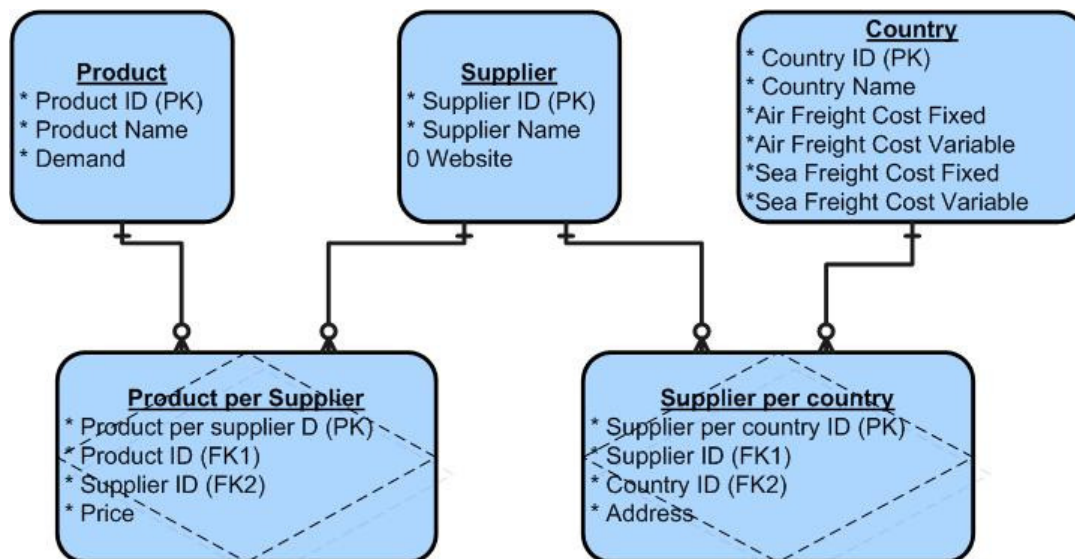 Product
* Product ID (PK)
* Product Name
* Demand
Supplier
* Supplier ID (PK)
* Supplier Name
0 Website
Country
* Country ID (PK)
* Country Name
*Air Freight Cost Fixed
*Air Freight Cost Variable
*Sea Freight Cost Fixed
*Sea Freight Cost Variable
Product per Supplier
* Product per supplier D (PK)
* Product ID (FK1)
* Supplier ID (FK2)
* Price
Supplier per country
* Supplier per country ID (PK)
* Supplier ID (FK1)
* Country ID (FK2)
* Address